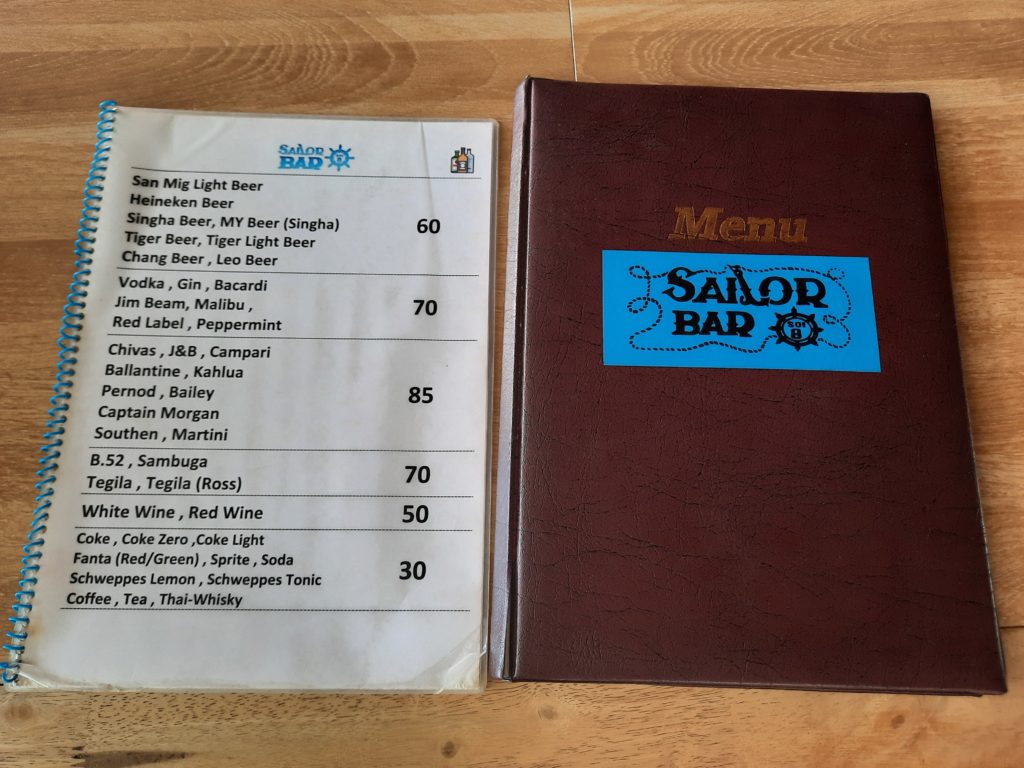 SAILOR
BAR 8
San Mig Light Beer
Heineken Beer
Singha Beer, MY Beer (Singha)
60
Tiger Beer, Tiger Light Beer
Chang Beer , Leo Beer
Vodka , Gin , Bacardi
Jim Beam, Malibu ,
70
Red Label , Peppermint
Chivas , J&B , Campari
Ballantine , Kahlua
Pernod , Bailey
85
Captain Morgan
Southen , Martini
B.52 , Sambuga
70
Tegila , Tegila (Ross)
White Wine , Red Wine 50
Coke , Coke Zero ,Coke Light
Fanta (Red/Green) , Sprite , Soda
30
Schweppes Lemon , Schweppes Tonic
Coffee , Tea , Thai-Whisky
Menu
SAILOR
BAR
SOI
8